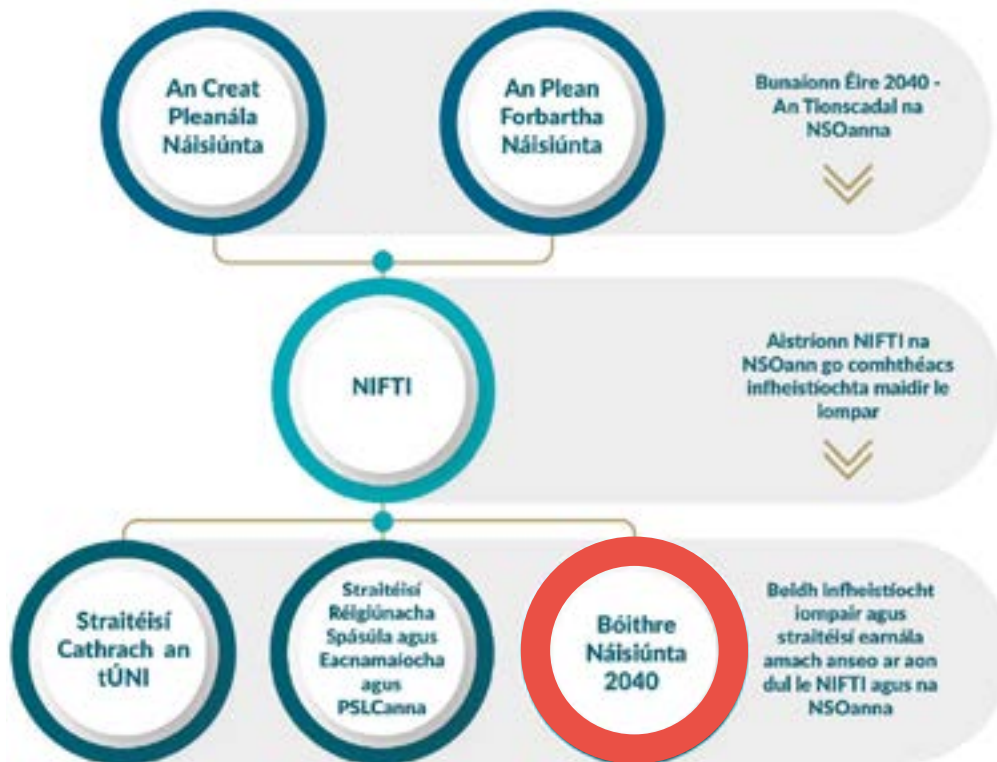 An Creat
Pleanála
Náisiúnta
An Plean
Forbartha
Náisiúnta
Bunaíonn Éire 2040 -
An Tionscadal na
NSOanna
NIFTI
Aistríonn NIFTI na
NSOann go comhthéacs
infheistíochta maidir le
iompar
Straitéisí
Cathrach an
tÚNI
Straitéisí
Réigiúnacha
Spásúla agus
Eacnamaíocha
agus
PSLCanna
Bóithre
Náisiúnta
2040
Beidh infheistíocht
iompair agus
straitéisí earnála
amach anseo ar aon
dul le NIFTI agus na
NSOanna